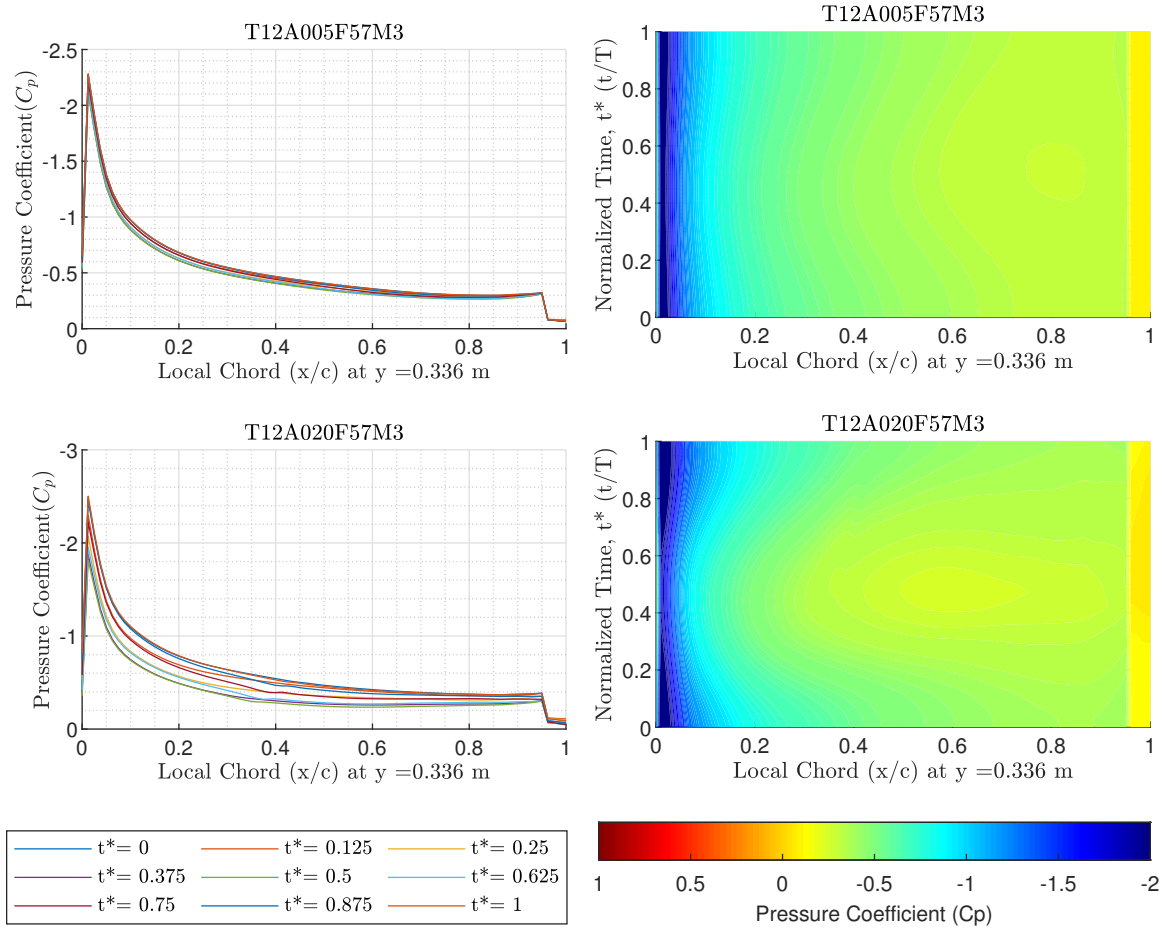 T12A005F57M3
-2.5
-2
-1.5
-1
-0.5
0
Pressure Coefficient(Cp)
0 0.2 0.4 0.6 0.8 1
Local Chord (x/c) at y =0.336 m
T12A005F57M3
1
0.8
0.6
0.4
0.2
0
Normalized Time, t* (t/T)
0 0.2 0.4 0.6 0.8 1
Local Chord (x/c) at y =0.336 m
T12A020F57M3
-3
-2
-1
0
Pressure Coefficient(Cp)
0 0.2 0.4 0.6 0.8 1
Local Chord (x/c) at y =0.336 m
T12A020F57M3
1
0.8
0.6
0.4
0.2
0
Normalized Time, t* (t/T)
0 0.2 0.4 0.6 0.8 1
Local Chord (x/c) at y =0.336 m
t*= 0 t*= 0.125 t*= 0.25
t*= 0.375 t*= 0.5 t*= 0.625
t*= 0.75 t*= 0.875 t*= 1
1 0.5 0 -0.5 -1 -1.5 -2
Pressure Coefficient (Cp)